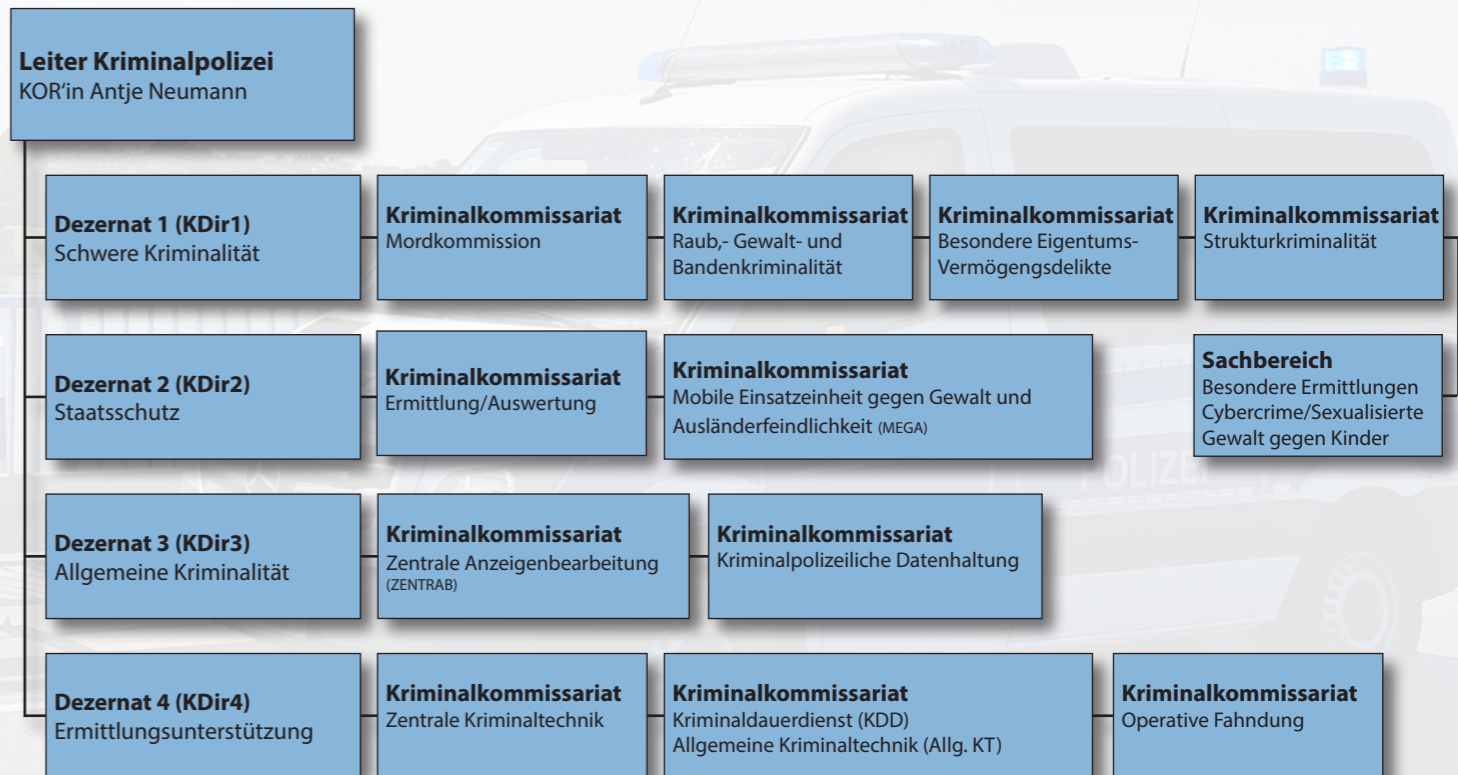 Leiter Kriminalpolizei
KOR‘in Antje Neumann
Dezernat 1 (KDir1)
Schwere Kriminalität
Kriminalkommissariat
Mordkommission
Kriminalkommissariat
Raub,- Gewalt- und
Bandenkriminalität
Kriminalkommissariat
Besondere Eigentums-
Vermögengsdelikte
Kriminalkommissariat
Strukturkriminalität
Sachbereich
Besondere Ermittlungen
Cybercrime/Sexualisierte
Gewalt gegen Kinder
Dezernat 2 (KDir2)
Staatsschutz
Kriminalkommissariat
Ermittlung/Auswertung
Kriminalkommissariat
Mobile Einsatzeinheit gegen Gewalt und
Ausländerfeindlichkeit (MEGA)
Dezernat 3 (KDir3)
Allgemeine Kriminalität
Kriminalkommissariat
Zentrale Anzeigenbearbeitung
(ZENTRAB)
Kriminalkommissariat
Kriminalpolizeiliche Datenhaltung
Dezernat 4 (KDir4)
Ermittlungsunterstützung
Kriminalkommissariat
Zentrale Kriminaltechnik
Kriminalkommissariat
Kriminaldauerdienst (KDD)
Allgemeine Kriminaltechnik (Allg. KT)
Kriminalkommissariat
Operative Fahndung
POLIZEI